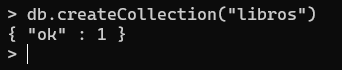 > db.createCollection("libros")
{ "ok" : 1 }
>